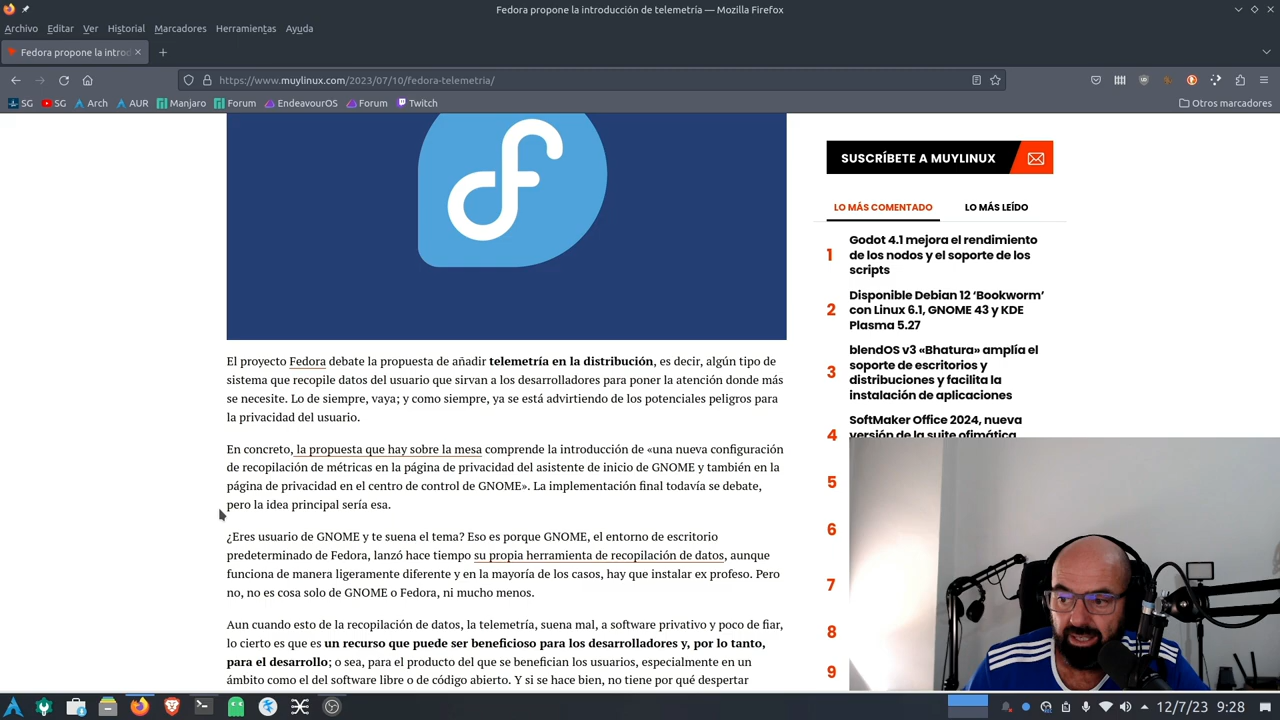 Fedora propone la introducción de telemetría — Mozilla Firefox
Archivo Editar Ver Historial Marcadores Herramientas Ayuda
Fedora propone la introd
https://www.muylinux.com/2023/07/10/fedora-telemetria/
SG SG Arch AUR Manjaro Forum EndeavourOS Forum Twitch Otros marcadores
El proyecto Fedora debate la propuesta de añadir telemetría en la distribución, es decir, algún tipo de
sistema que recopile datos del usuario que sirvan a los desarrolladores para poner la atención donde más
se necesite. Lo de siempre, vaya; y como siempre, ya se está advirtiendo de los potenciales peligros para
la privacidad del usuario.
En concreto, la propuesta que hay sobre la mesa comprende la introducción de «una nueva configuración
de recopilación de métricas en la página de privacidad del asistente de inicio de GNOME y también en la
página de privacidad en el centro de control de GNOME». La implementación final todavía se debate,
pero la idea principal sería esa.
¿Eres usuario de GNOME y te suena el tema? Eso es porque GNOME, el entorno de escritorio
predeterminado de Fedora, lanzó hace tiempo su propia herramienta de recopilación de datos, aunque
funciona de manera ligeramente diferente y en la mayoría de los casos, hay que instalar ex profeso. Pero
no, no es cosa solo de GNOME o Fedora, ni mucho menos.
Aun cuando esto de la recopilación de datos, la telemetría, suena mal, a software privativo y poco de fiar,
lo cierto es que es un recurso que puede ser beneficioso para los desarrolladores y, por lo tanto,
para el desarrollo; o sea, para el producto del que se benefician los usuarios, especialmente en un
ámbito como el del software libre o de código abierto. Y si se hace bien, no tiene por qué despertar
SUSCRÍBETE A MUYLINUX
LO MÁS COMENTADO LO MÁS LEÍDO
1 Godot 4.1 mejora el rendimiento
de los nodos y el soporte de los
scripts
2 Disponible Debian 12 ‘Bookworm’
con Linux 6.1, GNOME 43 y KDE
Plasma 5.27
3 blendOS v3 «Bhatura» amplía el
soporte de escritorios y
distribuciones y facilita la
instalación de aplicaciones
4 SoftMaker Office 2024, nueva
versión de la suite ofimática
5
6
7
8
9
12/7/23 9:28